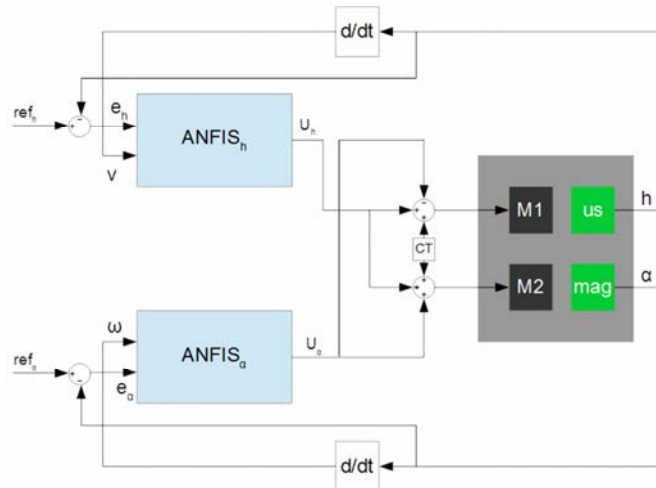 d/dt
ref_h
e_h
ANFIS_h
U_h
V
M1
us
h
CT
M2
mag
α
ω
ANFIS_α
U_α
ref_α
e_α
d/dt